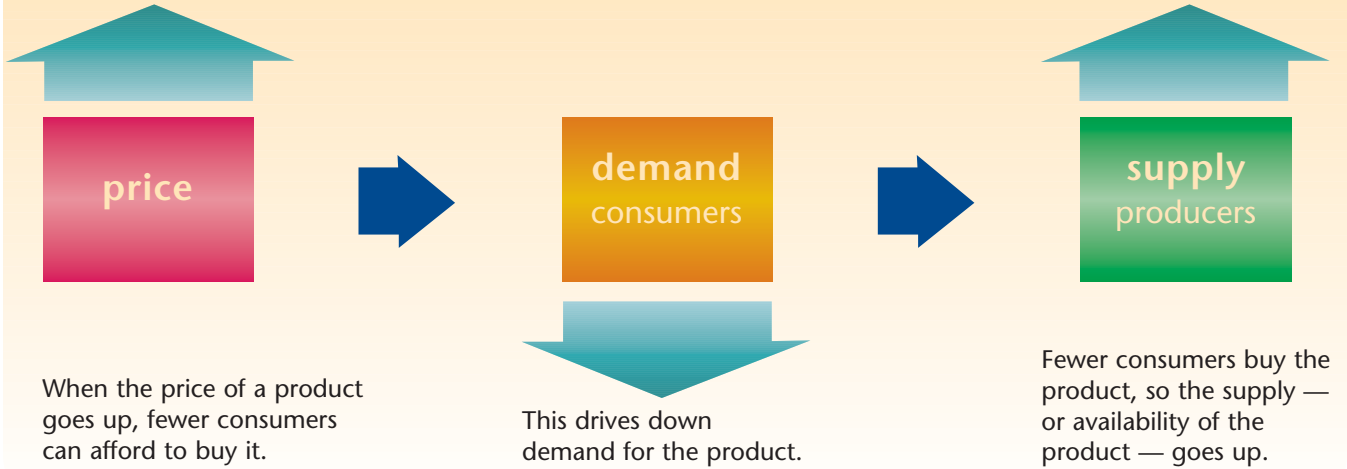 price
demand
consumers
supply
producers
When the price of a product
goes up, fewer consumers
can afford to buy it.
This drives down
demand for the product.
Fewer consumers buy the
product, so the supply —
or availability of the
product — goes up.